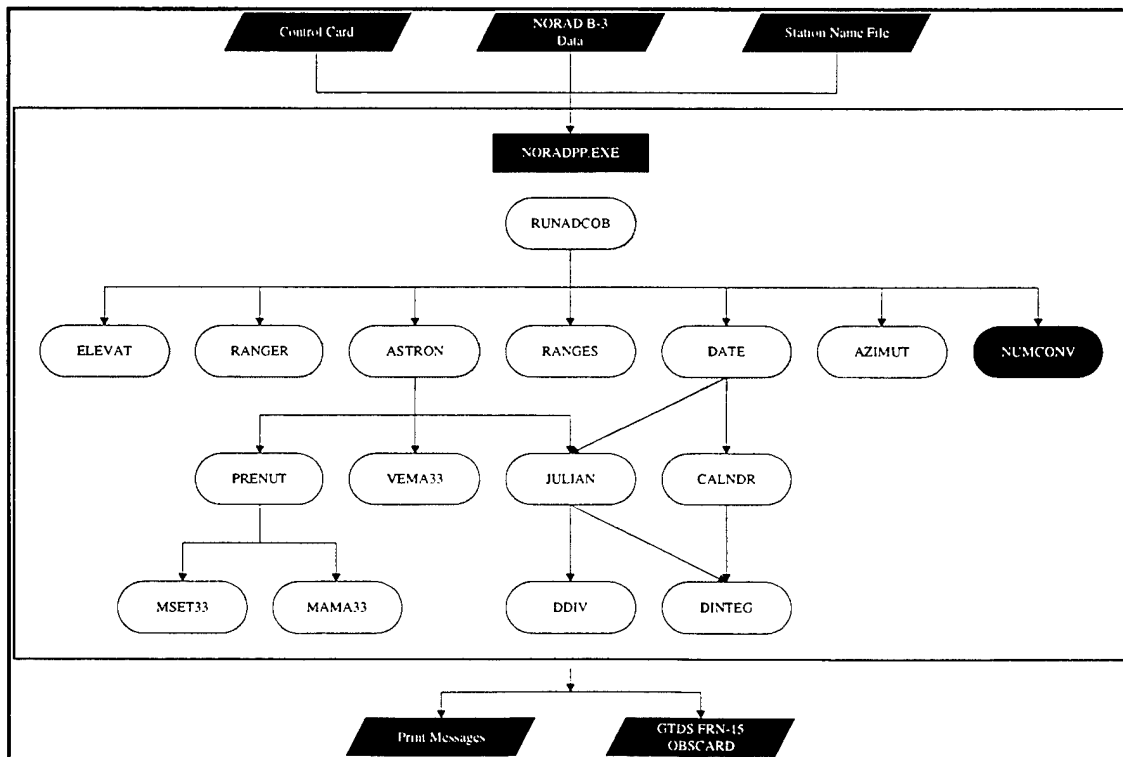 Control Card
NORAD B-3
Data
Station Name File
NORADPP.EXE
RUNADCOB
ELEVAT
RANGER
ASTRON
RANGES
DATE
AZIMUT
NUMCONV
PRENUT
VEMA33
JULIAN
CALNDR
MSET33
MAMA33
DDIV
DINTEG
Print Messages
GTDS FRN-15
OBSCARD